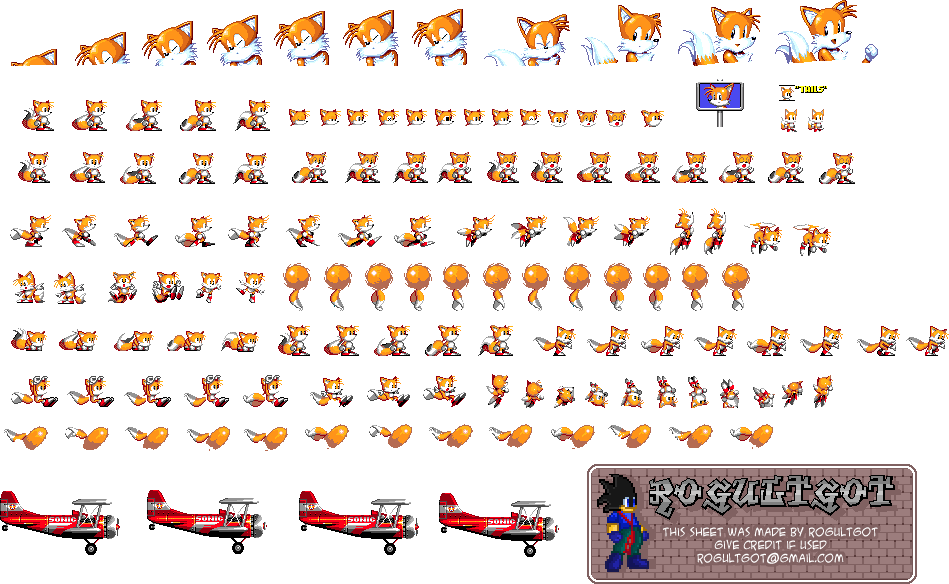 "TAILS"
SONIC
SONIC
SONIC
SONIC
ROGULTGOT
THIS SHEET WAS MADE BY ROGULTGOT
GIVE CREDIT IF USED
ROGULTGOT@GMAIL.COM